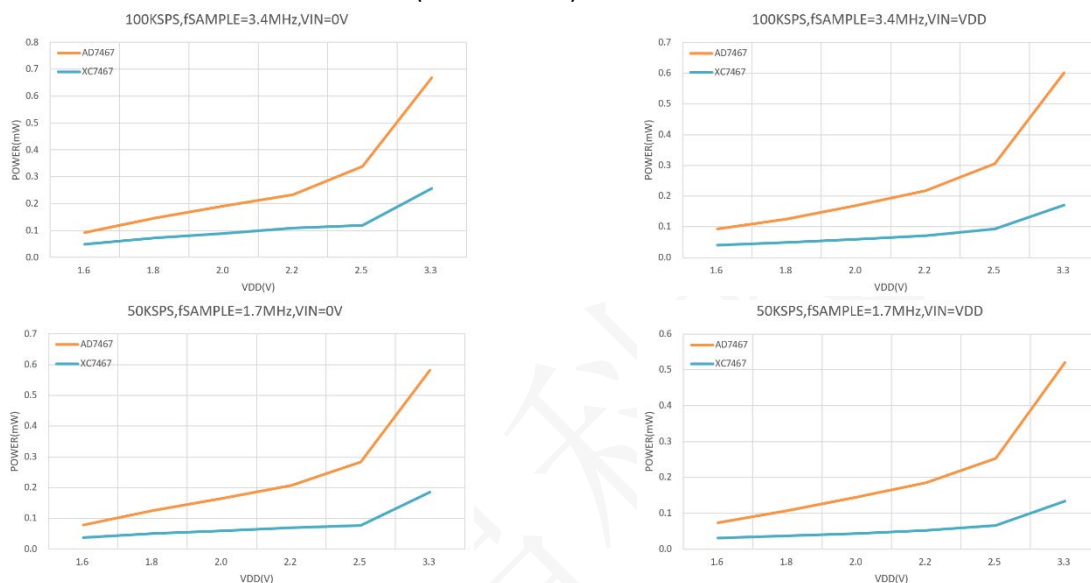 100KSPS,fSAMPLE=3.4MHz,VIN=0V
POWER(mW)
0.8
0.7
0.6
0.5
0.4
0.3
0.2
0.1
0.0
AD7467
XC7467
1.6 1.8 2.0 2.2 2.5 3.3
VDD(V)
100KSPS,fSAMPLE=3.4MHz,VIN=VDD
POWER(mW)
0.7
0.6
0.5
0.4
0.3
0.2
0.1
0.0
AD7467
XC7467
1.6 1.8 2.0 2.2 2.5 3.3
VDD(V)
50KSPS,fSAMPLE=1.7MHz,VIN=0V
POWER(mW)
0.7
0.6
0.5
0.4
0.3
0.2
0.1
0.0
AD7467
XC7467
1.6 1.8 2.0 2.2 2.5 3.3
VDD(V)
50KSPS,fSAMPLE=1.7MHz,VIN=VDD
POWER(mW)
0.6
0.5
0.4
0.3
0.2
0.1
0.0
AD7467
XC7467
1.6 1.8 2.0 2.2 2.5 3.3
VDD(V)